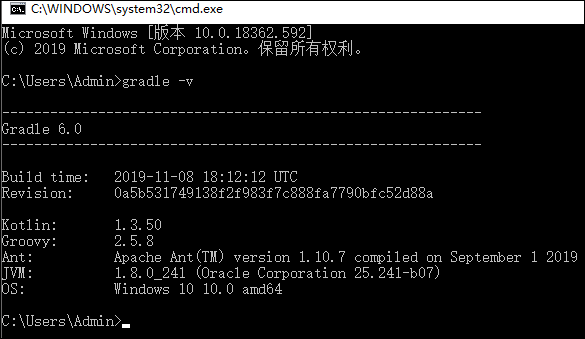 C:\WINDOWS\system32\cmd.exe
Microsoft Windows [版本 10.0.18362.592]
(c) 2019 Microsoft Corporation。保留所有权利。
C:\Users\Admin>gradle -v
------------------------------------------------------------
Gradle 6.0
------------------------------------------------------------
Build time:   2019-11-08 18:12:12 UTC
Revision:     0a5b531749138f2f983f7c888fa7790bfc52d88a
Kotlin:       1.3.50
Groovy:       2.5.8
Ant:          Apache Ant(TM) version 1.10.7 compiled on September 1 2019
JVM:          1.8.0_241 (Oracle Corporation 25.241-b07)
OS:           Windows 10 10.0 amd64
C:\Users\Admin>